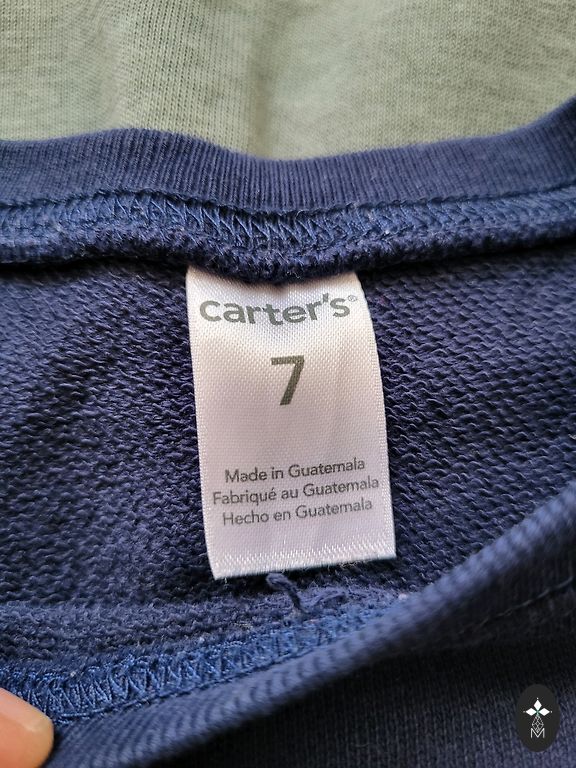 carter's®
7
Made in Guatemala
Fabriqué au Guatemala
Hecho en Guatemala
M